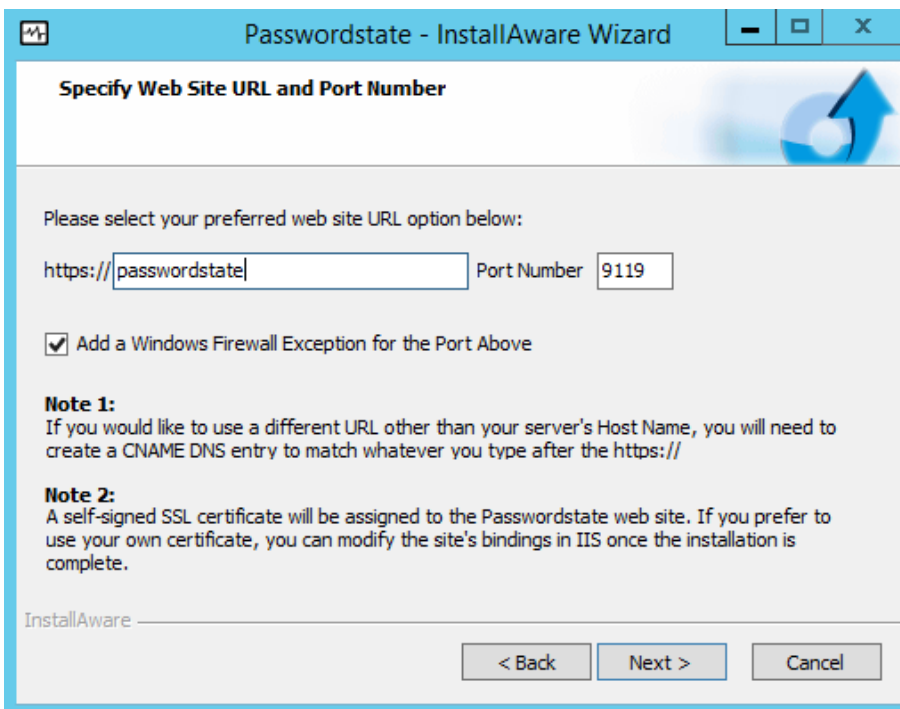 Passwordstate - InstallAware Wizard
Specify Web Site URL and Port Number
Please select your preferred web site URL option below:
https:// passwordstate Port Number 9119
Add a Windows Firewall Exception for the Port Above
Note 1:
If you would like to use a different URL other than your server's Host Name, you will need to
create a CNAME DNS entry to match whatever you type after the https://
Note 2:
A self-signed SSL certificate will be assigned to the Passwordstate web site. If you prefer to
use your own certificate, you can modify the site's bindings in IIS once the installation is
complete.
InstallAware
< Back Next > Cancel